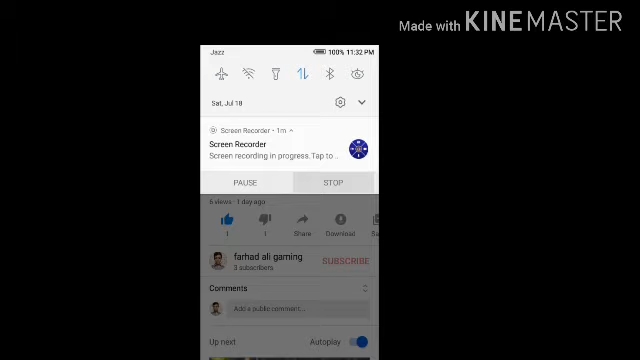 Made with KINEMASTER
Jazz 100% 11:32 PM
Sat, Jul 18
Screen Recorder • 1m
Screen Recorder
Screen recording in progress.Tap to ..
PAUSE STOP
6 views · 1 day ago
1 1 Share Download
farhad ali gaming
3 subscribers
SUBSCRIBE
Comments
Add a public comment...
Up next Autoplay